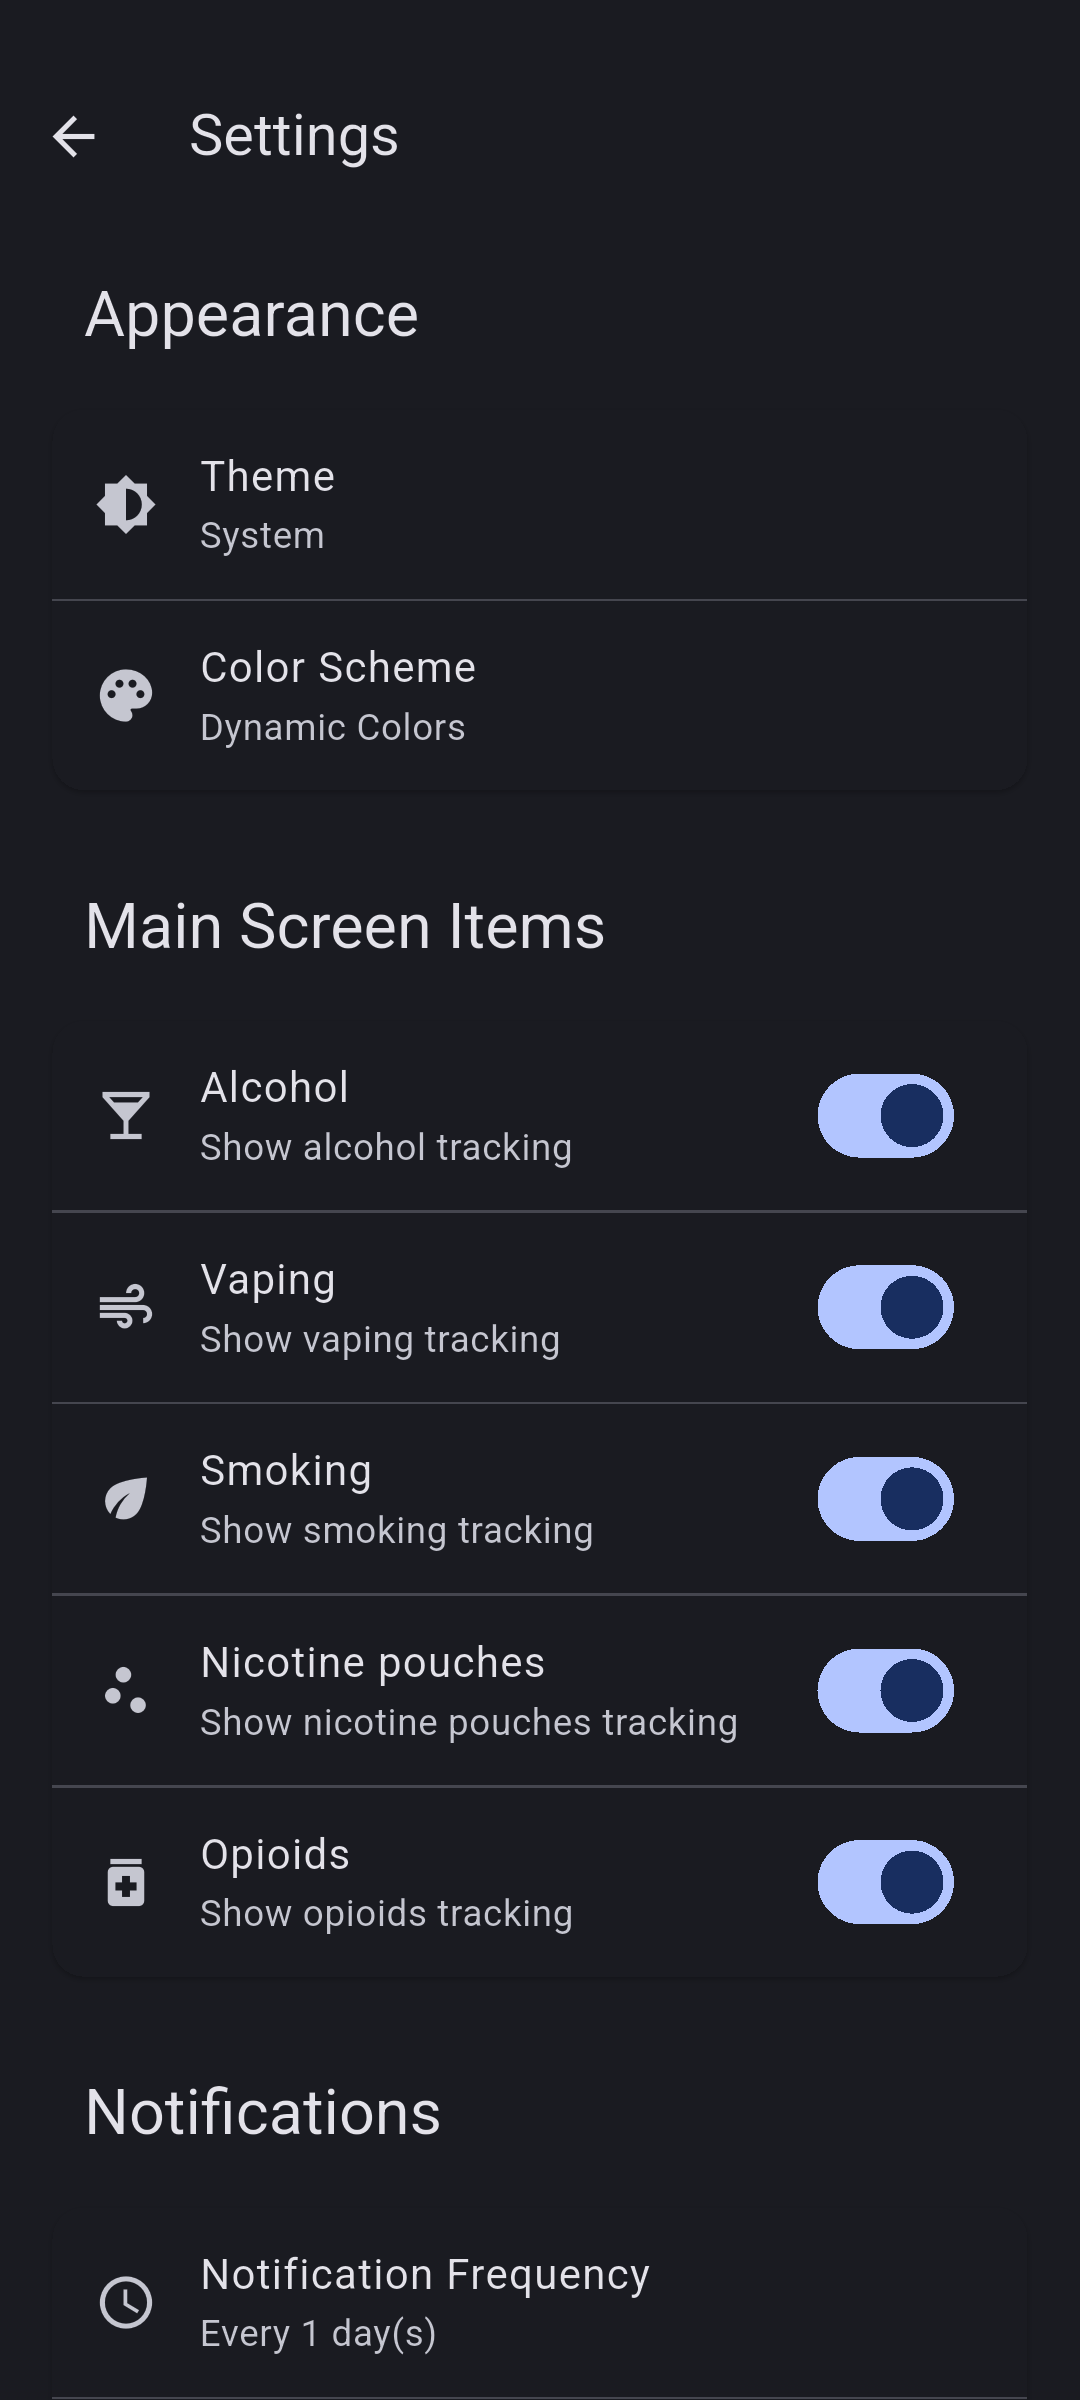 Settings
Appearance
Theme
System
Color Scheme
Dynamic Colors
Main Screen Items
Alcohol
Show alcohol tracking
Vaping
Show vaping tracking
Smoking
Show smoking tracking
Nicotine pouches
Show nicotine pouches tracking
Opioids
Show opioids tracking
Notifications
Notification Frequency
Every 1 day(s)